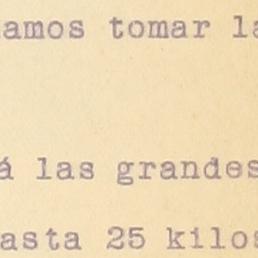 amos tomar la
á las grandes
asta 25 kilos